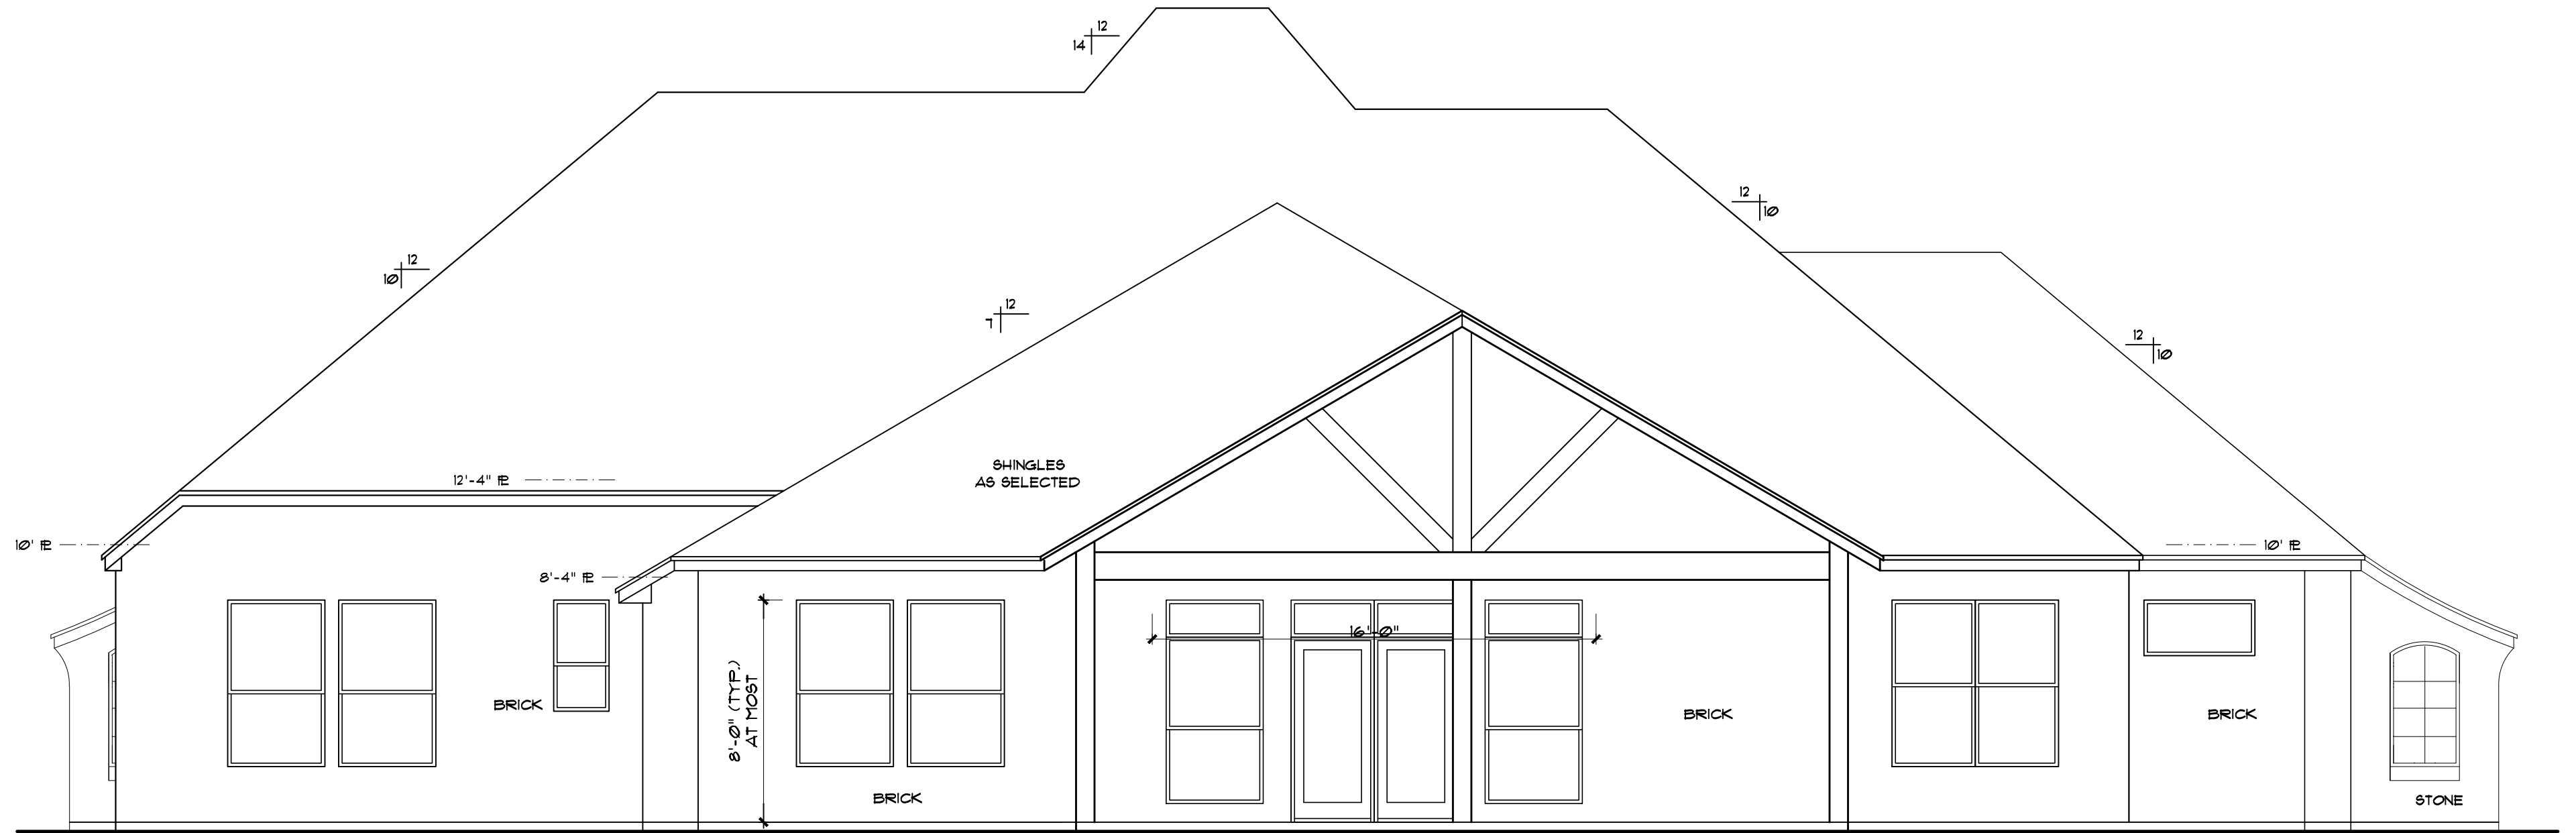 12
14
12
10
12
10
12
7
12
10
SHINGLES
AS SELECTED
12'-4" PL
10' PL
10' PL
8'-4" PL
16'-0"
8'-0" (TYP.)
AT MOST
BRICK
BRICK
BRICK
BRICK
STONE